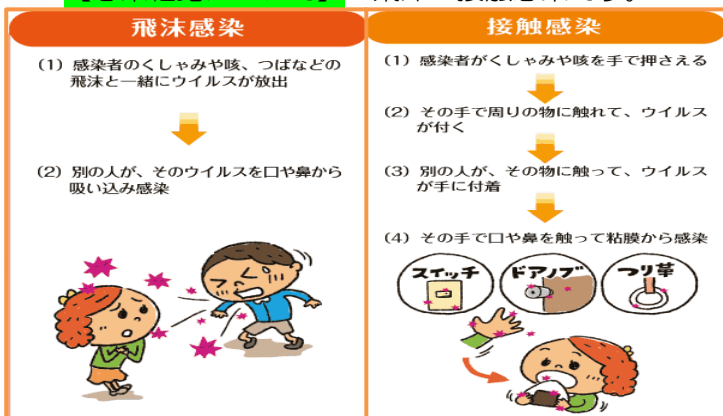 飛沫感染
(1) 感染者のくしゃみや咳、つばなどの
飛沫と一緒にウイルスが放出
(2) 別の人が、そのウイルスを口や鼻から
吸い込み感染
接触感染
(1) 感染者がくしゃみや咳を手で押さえる
(2) その手で周りの物に触れて、ウイルス
が付く
(3) 別の人が、その物に触って、ウイルス
が手に付着
(4) その手で口や鼻を触って粘膜から感染
スイッチ
ドアノブ
つり革